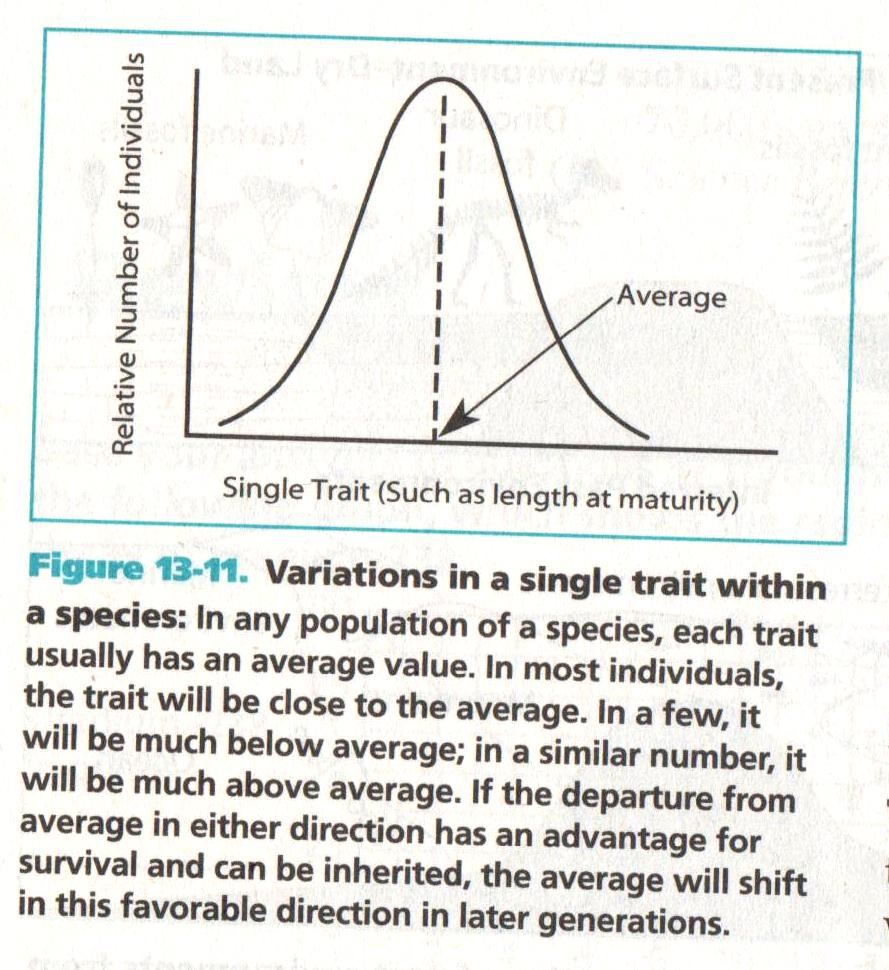 Relative Number of Individuals
Average
Single Trait (Such as length at maturity)
Figure 13-11. Variations in a single trait within
a species: In any population of a species, each trait
usually has an average value. In most individuals,
the trait will be close to the average. In a few, it
will be much below average; in a similar number, it
will be much above average. If the departure from
average in either direction has an advantage for
survival and can be inherited, the average will shift
in this favorable direction in later generations.